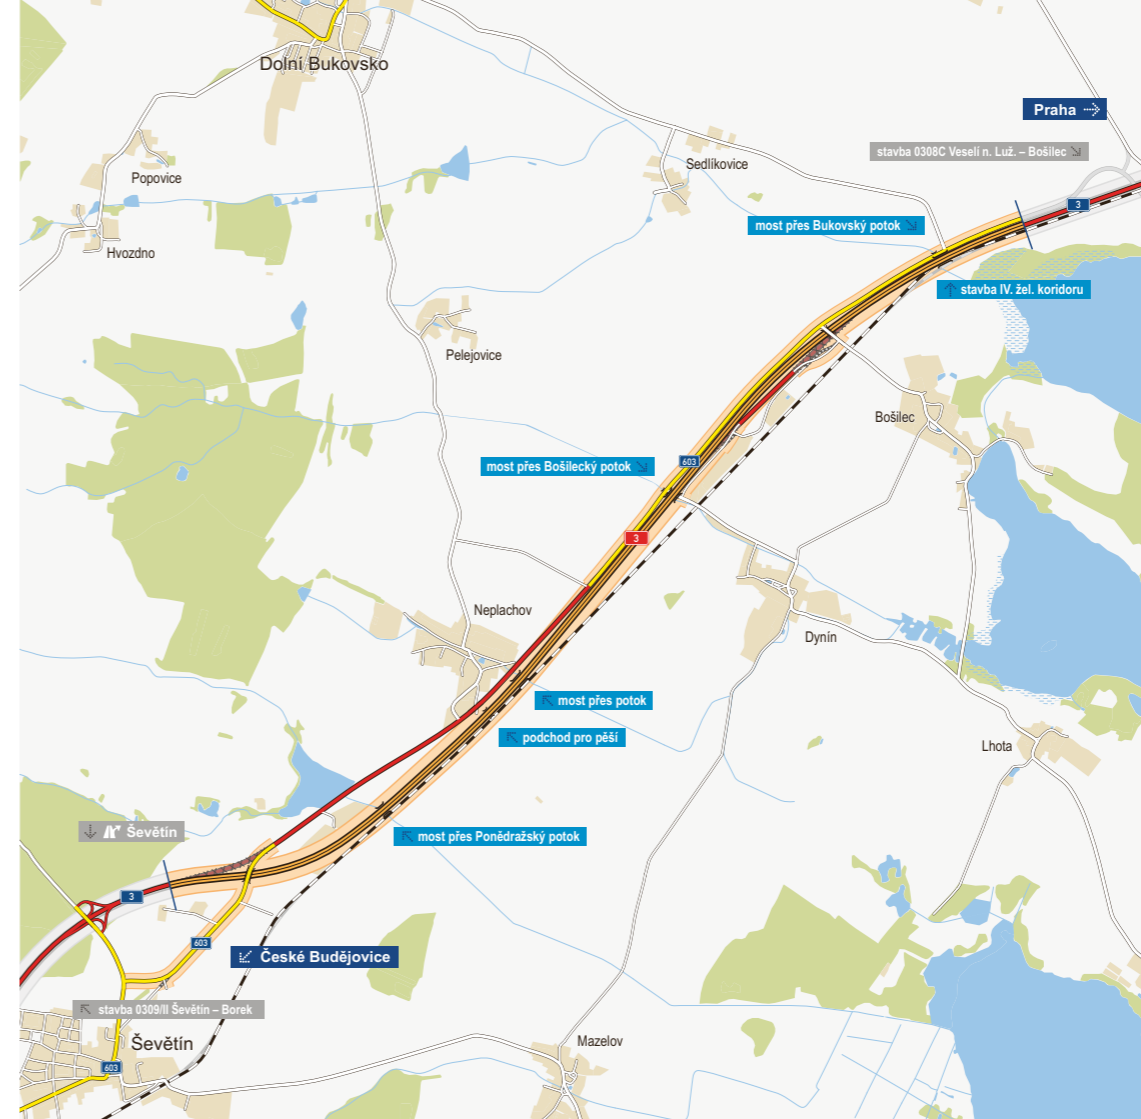 Dolní Bukovsko
Praha
stavba 0308C Veselí n. Luž. – Bošilec
Sedlíkovice
Popovice
3
most přes Bukovský potok
Hvozdno
stavba IV. žel. koridoru
Pelejovice
Bošilec
603
most přes Bošilecký potok
3
Neplachov
Dynín
most přes potok
podchod pro pěší
Lhota
Ševětín
most přes Ponědražský potok
3
603
České Budějovice
stavba 0309/II Ševětín – Borek
Ševětín
Mazelov
603